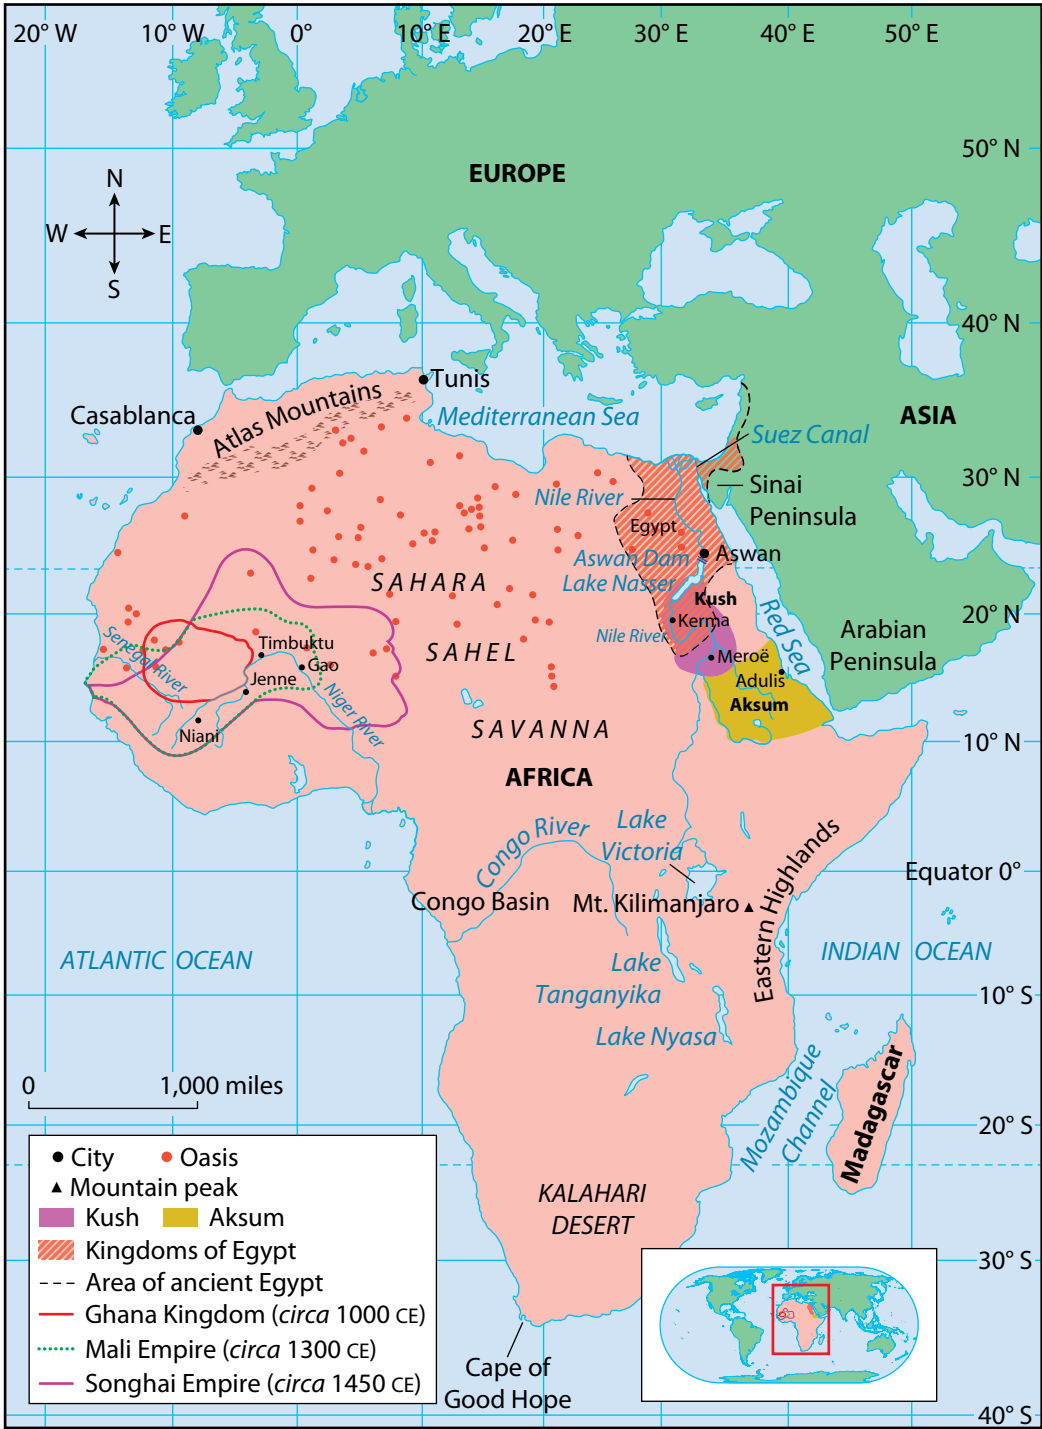 20° W
10° W
0°
10° E
20°E
30° E
40° E
50° E
50° N
EUROPE
N
W
E
S
40° N
Tunis
Casablanca
Atlas Mountains
Mediterranean Sea
ASIA
Suez Canal
30° N
Nile River
Sinai
Peninsula
Egypt
Aswan Dam
Aswan
Lake Nasser
SAHARA
Kush
Kerma
Red Sea
20° N
Nile River
Arabian
Peninsula
Senegal River
Timbuktu
Gao
SAHEL
Meroë
Jenne
Adulis
Niger River
Aksum
Niani
SAVANNA
10° N
AFRICA
Congo River
Lake
Victoria
Eastern Highlands
Equator 0°
Congo Basin
Mt. Kilimanjaro
ATLANTIC OCEAN
INDIAN OCEAN
Lake
Tanganyika
10° S
Lake Nyasa
Mozambique
Channel
Madagascar
0
1,000 miles
20° S
City
Oasis
Mountain peak
Kush
Aksum
Kingdoms of Egypt
Area of ancient Egypt
Ghana Kingdom (circa 1000 CE)
Mali Empire (circa 1300 CE)
Songhai Empire (circa 1450 CE)
KALAHARI
DESERT
30° S
Cape of
Good Hope
40° S